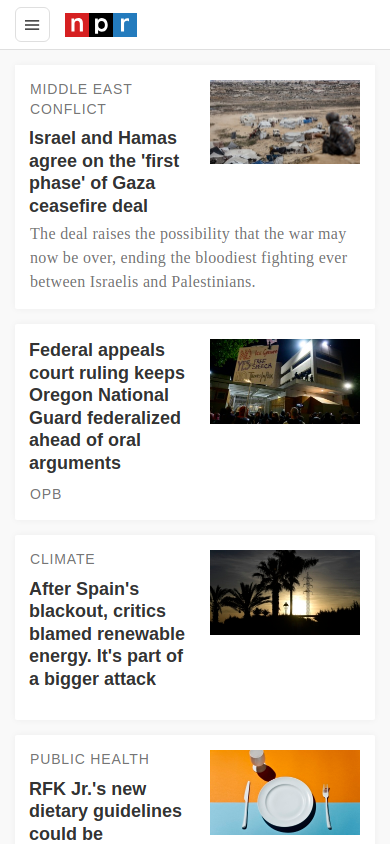 npr
MIDDLE EAST
CONFLICT
Israel and Hamas
agree on the 'first
phase' of Gaza
ceasefire deal
The deal raises the possibility that the war may
now be over, ending the bloodiest fighting ever
between Israelis and Palestinians.
Federal appeals
court ruling keeps
Oregon National
Guard federalized
ahead of oral
arguments
OPB
CLIMATE
After Spain's
blackout, critics
blamed renewable
energy. It's part of
a bigger attack
PUBLIC HEALTH
RFK Jr.'s new
dietary guidelines
could be